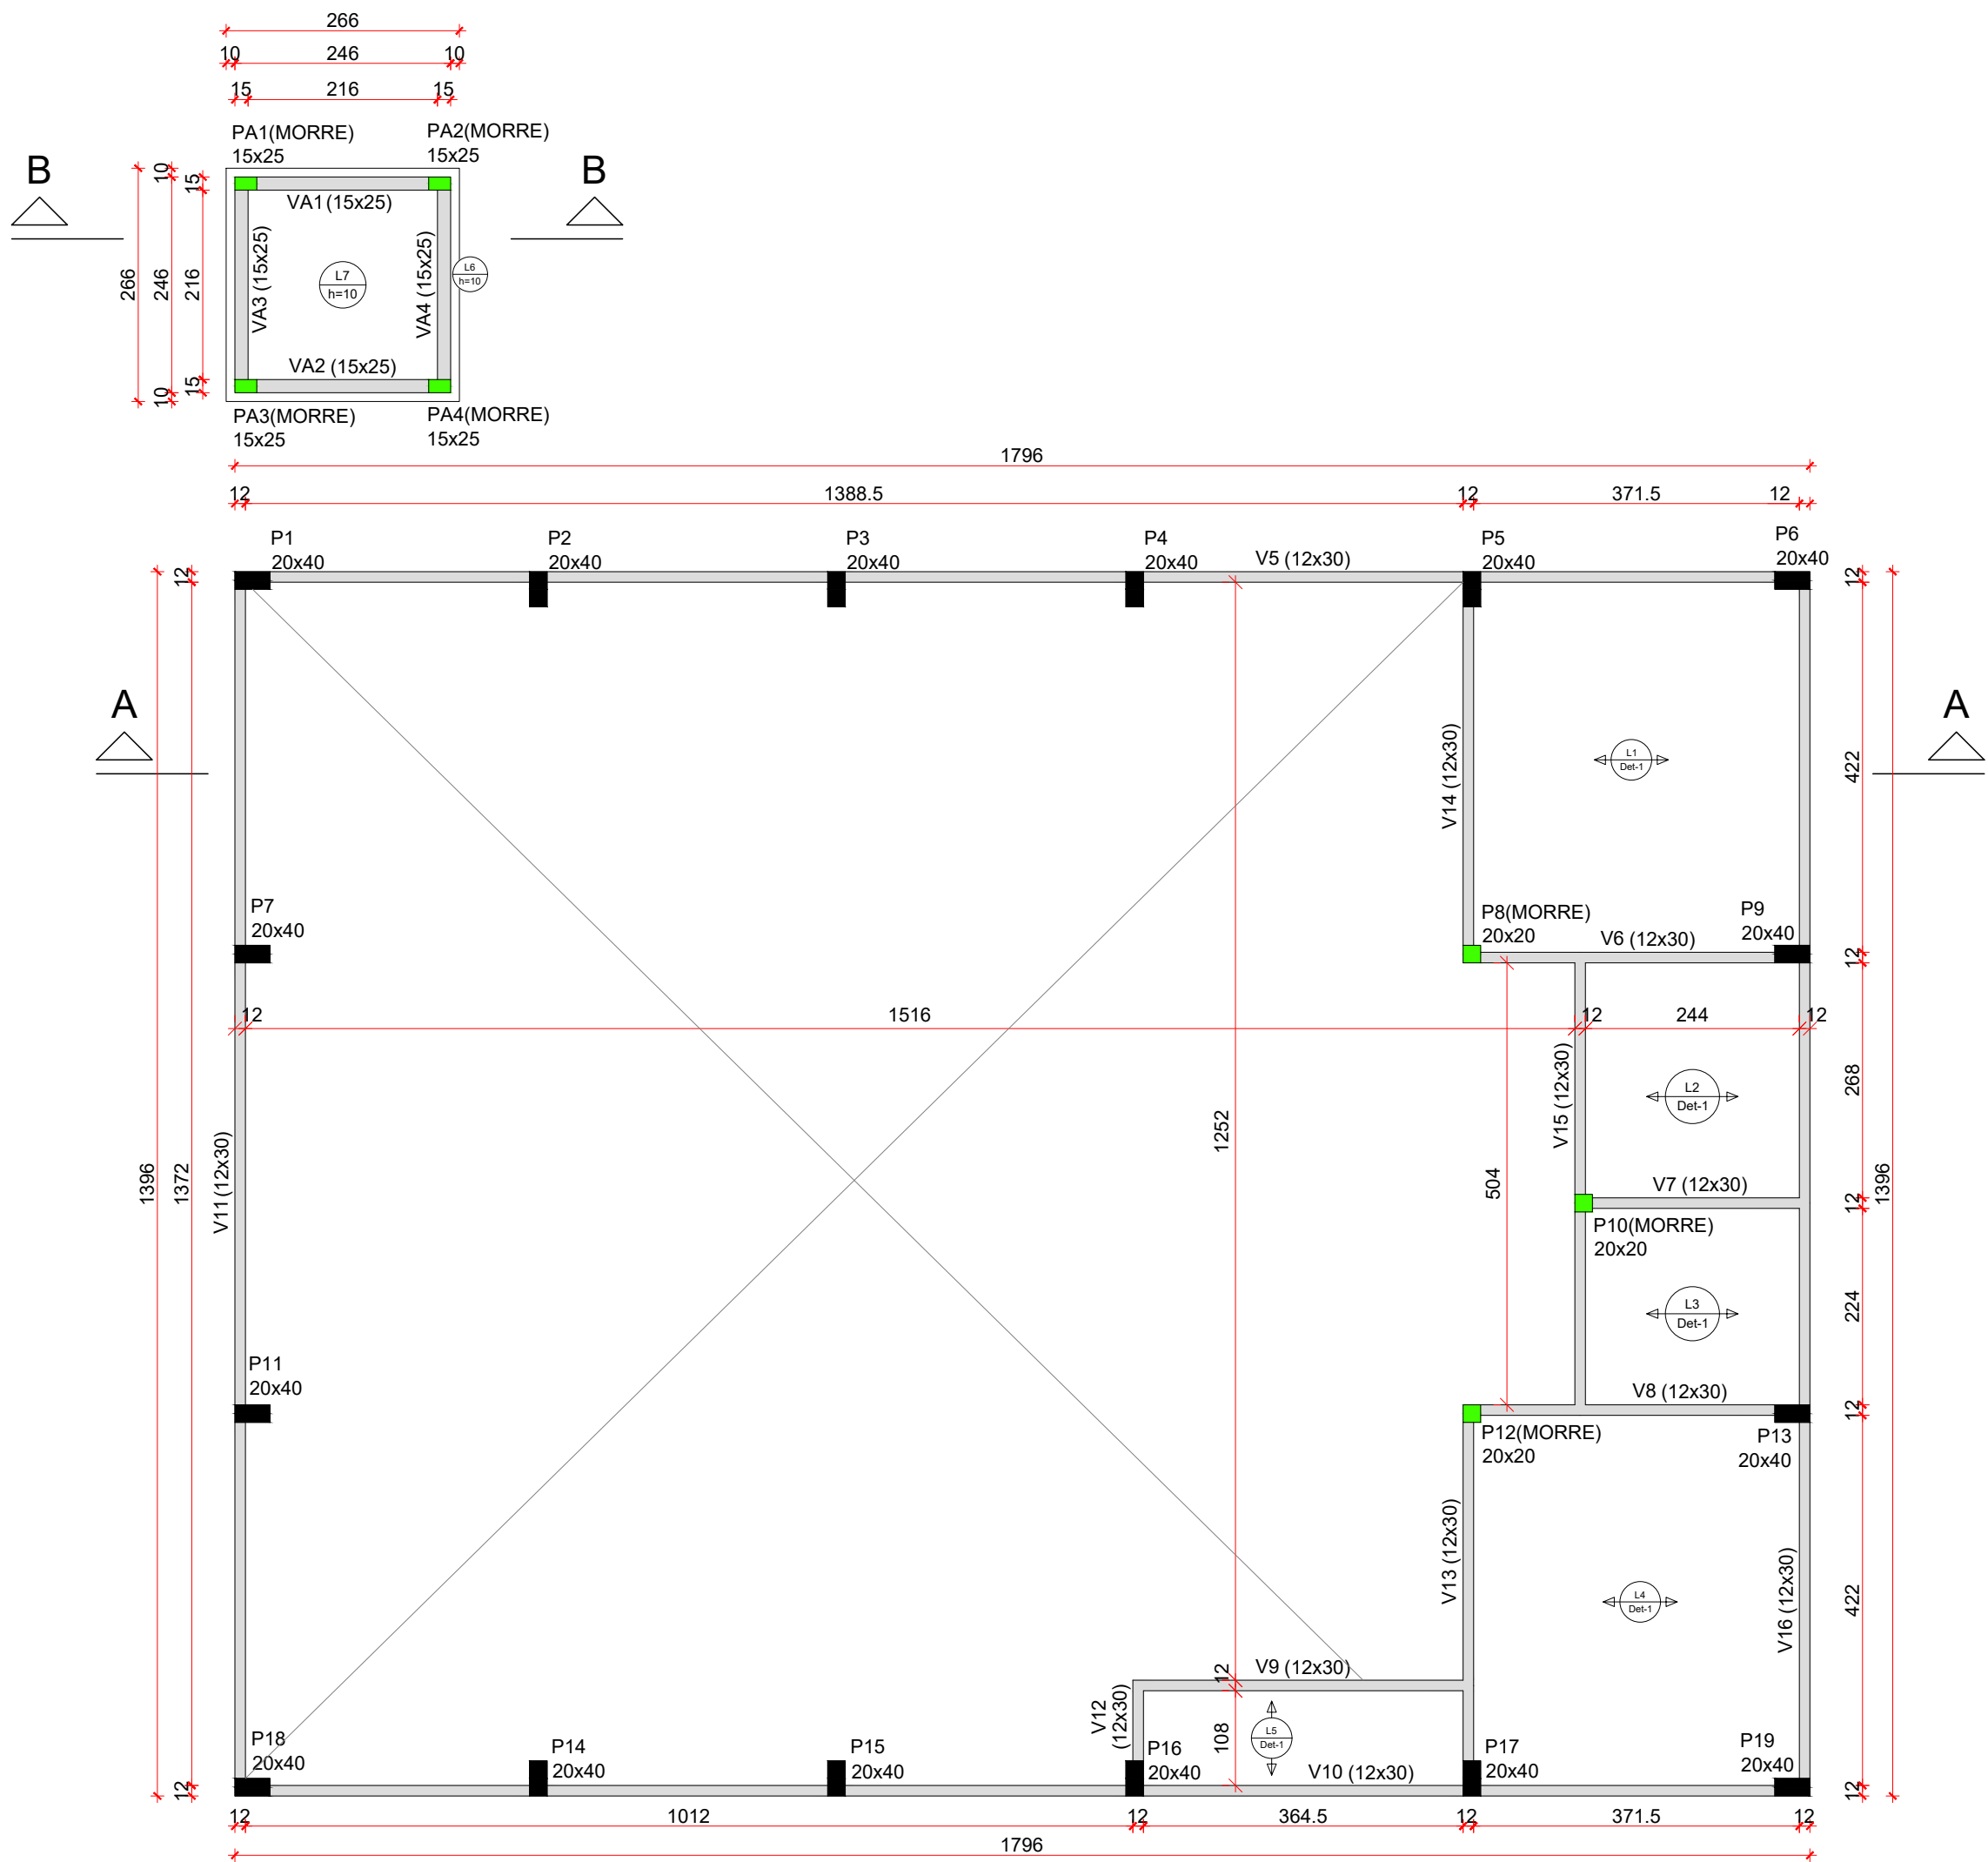 266
10 246 10
15 216 15
PA1(MORRE)
15x25
PA2(MORRE)
15x25
B
B
10
15
VA1 (15x25)
VA3 (15x25)
VA4 (15x25)
L7
h=10
L6
h=10
266
246
216
VA2 (15x25)
10
15
PA3(MORRE)
15x25
PA4(MORRE)
15x25
1796
12 1388.5 12 371.5 12
P1
20x40
P2
20x40
P3
20x40
P4
20x40
V5 (12x30)
P5
20x40
P6
20x40
12
12
A
A
V14 (12x30)
L1
Det-1
422
P7
20x40
P8(MORRE)
20x20
V6 (12x30)
P9
20x40
12
12 1516 12 244 12
V15 (12x30)
L2
Det-1
268
1252
504
1396
1372
V11 (12x30)
V7 (12x30)
12
1396
P10(MORRE)
20x20
L3
Det-1
224
P11
20x40
V8 (12x30)
12
P12(MORRE)
20x20
P13
20x40
V13 (12x30)
L4
Det-1
V16 (12x30)
422
V9 (12x30)
12
V12
(12x30)
108
L5
Det-1
P18
20x40
P14
20x40
P15
20x40
P16
20x40
V10 (12x30)
P17
20x40
P19
20x40
12
12
12 1012 12 364.5 12 371.5 12
1796